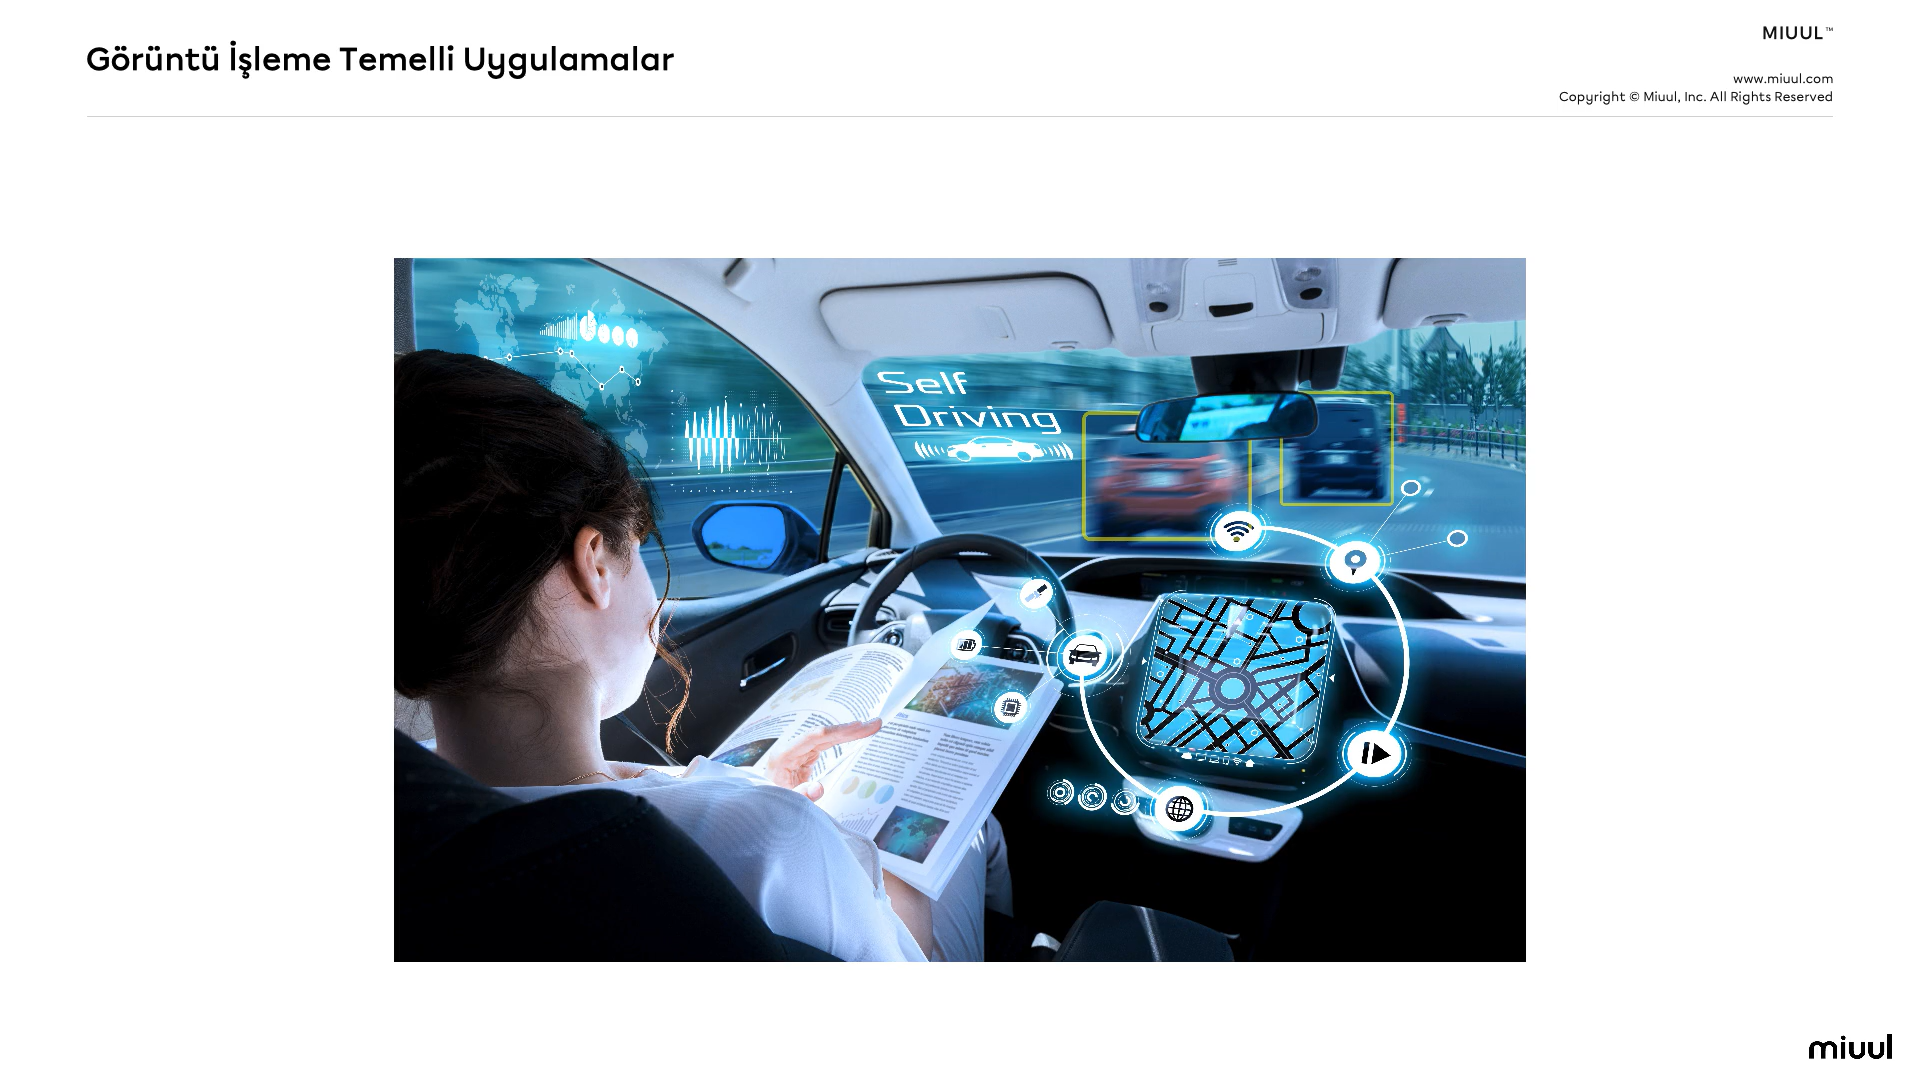 Görüntü İşleme Temelli Uygulamalar
MIUUL™
www.miuul.com
Copyright © Miuul, Inc. All Rights Reserved
Self
Driving
miuul